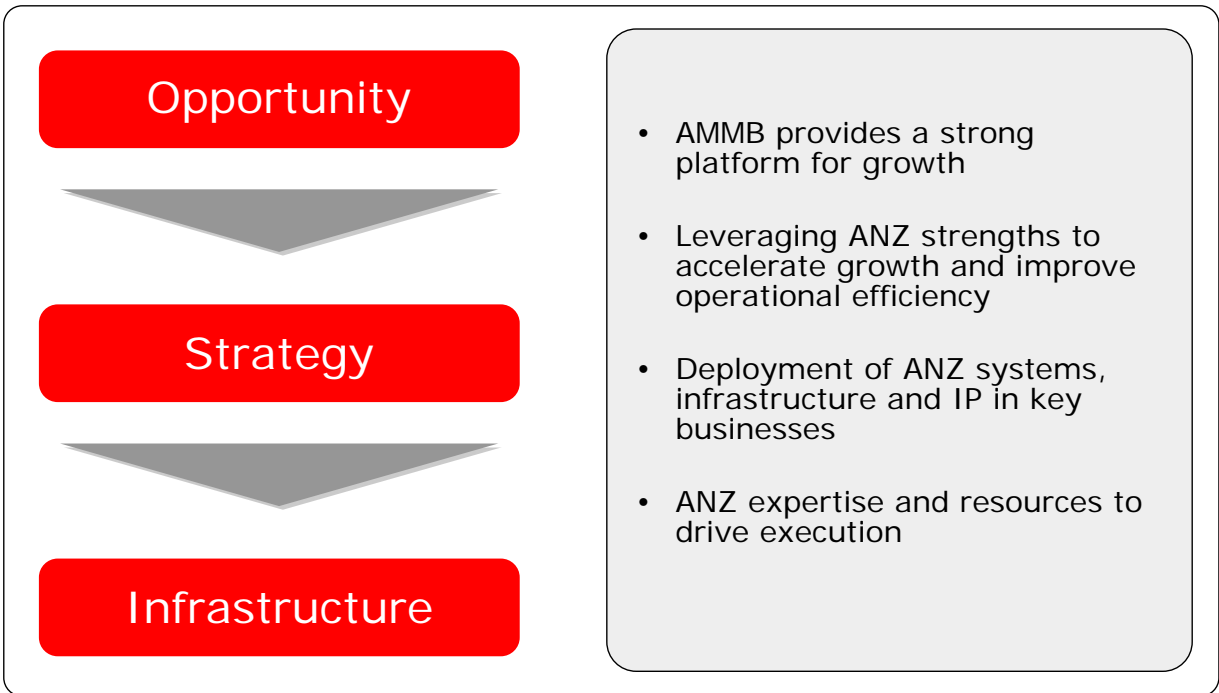 Opportunity
Strategy
Infrastructure
• AMMB provides a strong
platform for growth
• Leveraging ANZ strengths to
accelerate growth and improve
operational efficiency
• Deployment of ANZ systems,
infrastructure and IP in key
businesses
• ANZ expertise and resources to
drive execution